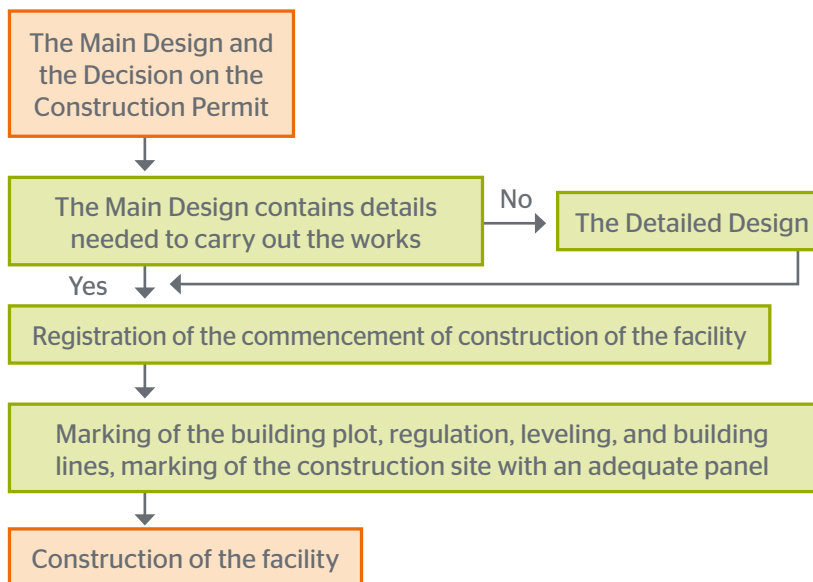 The Main Design and
the Decision on the
Construction Permit
The Main Design contains details
needed to carry out the works
No
The Detailed Design
Yes
Registration of the commencement of construction of the facility
Marking of the building plot, regulation, leveling, and building
lines, marking of the construction site with an adequate panel
Construction of the facility